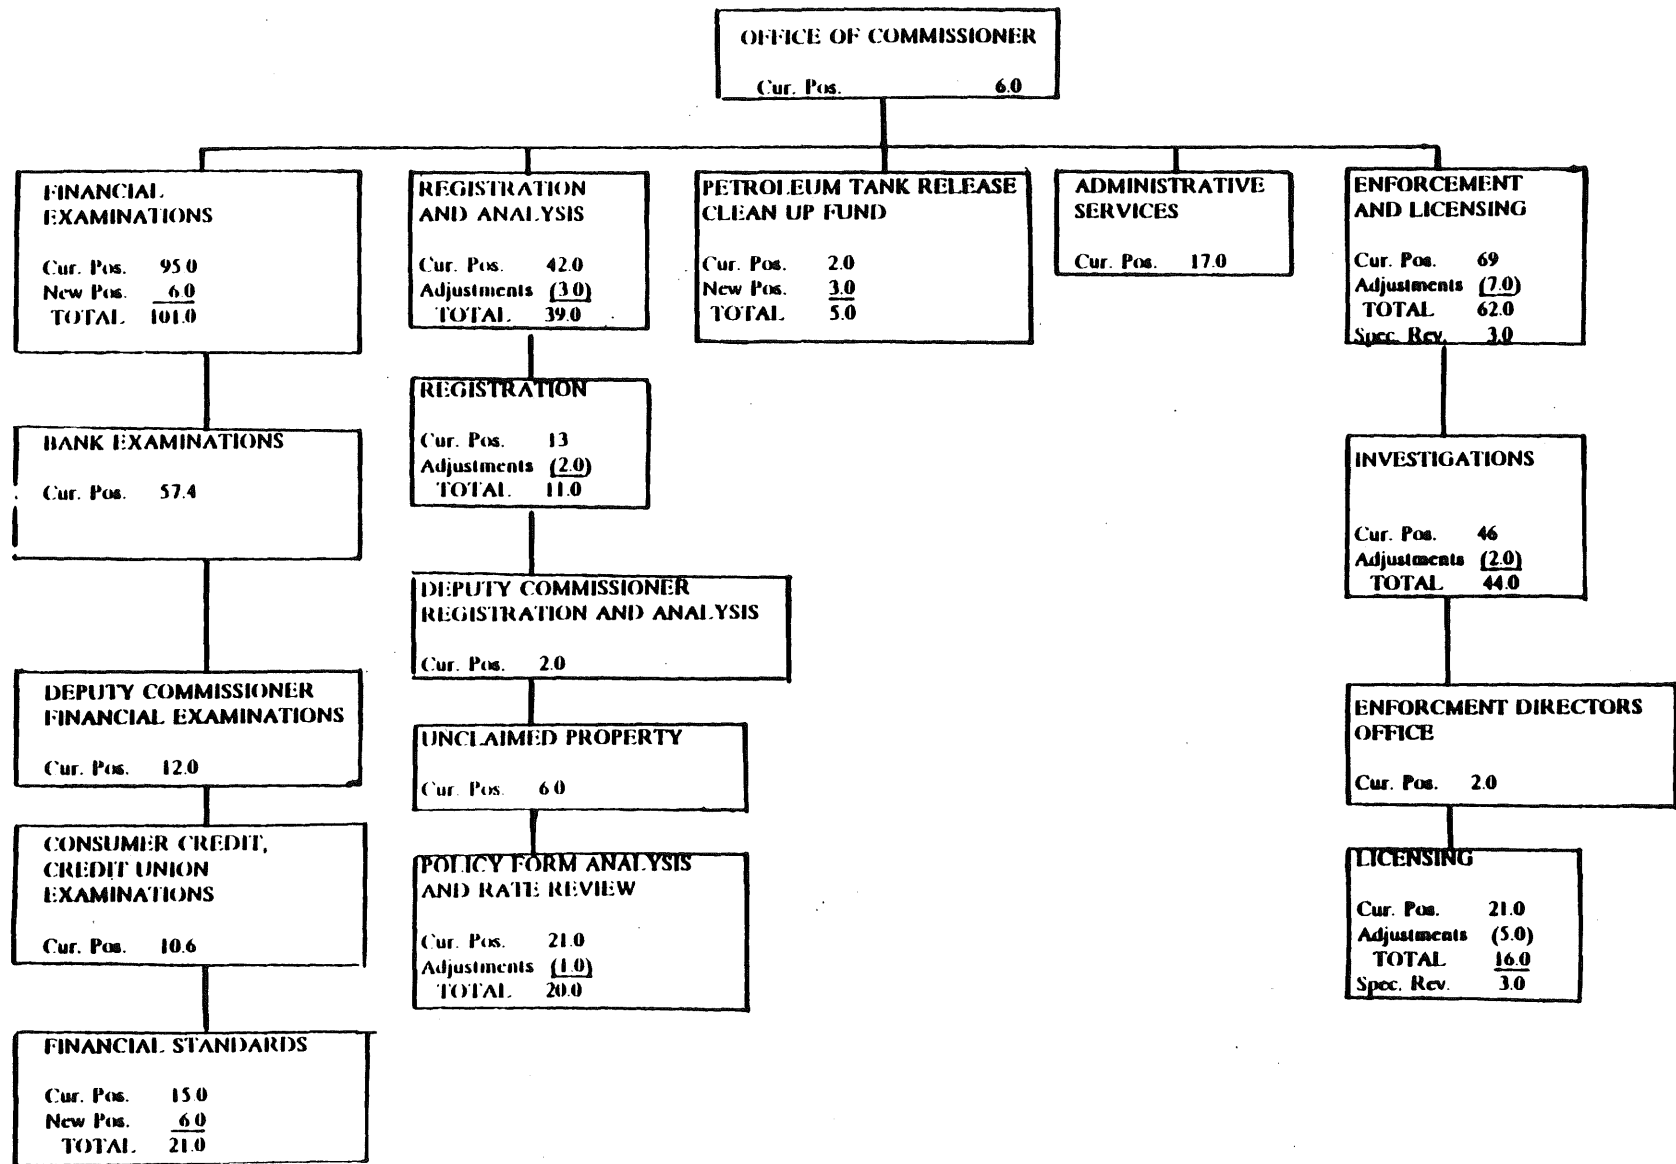 OFFICE OF COMMISSIONER
Cur. Pos. 6.0
FINANCIAL
EXAMINATIONS
Cur. Pos. 95.0
New Pos. 6.0
TOTAL 101.0
BANK EXAMINATIONS
Cur. Pos. 57.4
DEPUTY COMMISSIONER
FINANCIAL EXAMINATIONS
Cur. Pos. 12.0
CONSUMER CREDIT,
CREDIT UNION
EXAMINATIONS
Cur. Pos. 10.6
FINANCIAL STANDARDS
Cur. Pos. 15.0
New Pos. 6.0
TOTAL 21.0
REGISTRATION
AND ANALYSIS
Cur. Pos. 42.0
Adjustments (3.0)
TOTAL 39.0
REGISTRATION
Cur. Pos. 13
Adjustments (2.0)
TOTAL 11.0
DEPUTY COMMISSIONER
REGISTRATION AND ANALYSIS
Cur. Pos. 2.0
UNCLAIMED PROPERTY
Cur. Pos. 6.0
POLICY FORM ANALYSIS
AND RATE REVIEW
Cur. Pos. 21.0
Adjustments (1.0)
TOTAL 20.0
PETROLEUM TANK RELEASE
CLEAN UP FUND
Cur. Pos. 2.0
New Pos. 3.0
TOTAL 5.0
ADMINISTRATIVE
SERVICES
Cur. Pos. 17.0
ENFORCEMENT
AND LICENSING
Cur. Pos. 69
Adjustments (7.0)
TOTAL 62.0
Spec. Rev. 3.0
INVESTIGATIONS
Cur. Pos. 46
Adjustments (2.0)
TOTAL 44.0
ENFORCMENT DIRECTORS
OFFICE
Cur. Pos. 2.0
LICENSING
Cur. Pos. 21.0
Adjustments (5.0)
TOTAL 16.0
Spec. Rev. 3.0